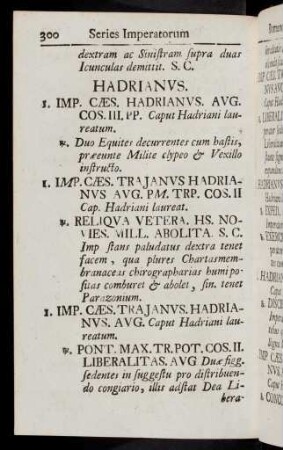 300 Series Imperatorum
dextram ac Sinistram supra duas
Icunculas demittit. S. C.
HADRIANVS.
1. IMP. CÆS. HADRIANVS. AVG.
COS. III. PP. Caput Hadriani lau-
reatum.
℟. Duo Equites decurrentes cum hastis,
præeunte Milite clypeo & Vexillo
instructo.
1. IMP. CÆS. TRAJANVS HADRIA-
NVS AVG. P.M. TRP. COS. II
Cap. Hadriani laureat.
℟. RELIQVA VETERA. HS. NO-
VIES. MILL. ABOLITA. S. C.
Imp stans paludatus dextra tenet
facem, qua plures Chartasmem-
branaceas chirographarias humi po-
sitas comburet & abolet, sin. tenet
Parazonium.
1. IMP. CÆS. TRAJANVS. HADRIA-
NVS. AVG. Caput Hadriani lau-
reatum.
℟. PONT. MAX. TR. POT. COS. II.
LIBERALITAS. AVG Duæ figg.
sedentes in suggestu pro distribuen-
do congiario, illis adstat Dea Li-
bera-